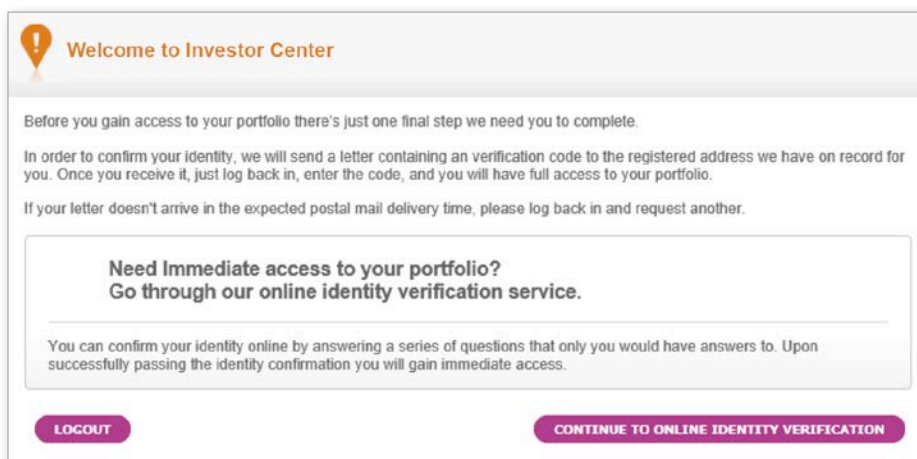 Welcome to Investor Center
Before you gain access to your portfolio there's just one final step we need you to complete.
In order to confirm your identity, we will send a letter containing an verification code to the registered address we have on record for
you. Once you receive it, just log back in, enter the code, and you will have full access to your portfolio.
If your letter doesn't arrive in the expected postal mail delivery time, please log back in and request another.
Need Immediate access to your portfolio?
Go through our online identity verification service.
You can confirm your identity online by answering a series of questions that only you would have answers to. Upon
successfully passing the identity confirmation you will gain immediate access.
LOGOUT
CONTINUE TO ONLINE IDENTITY VERIFICATION